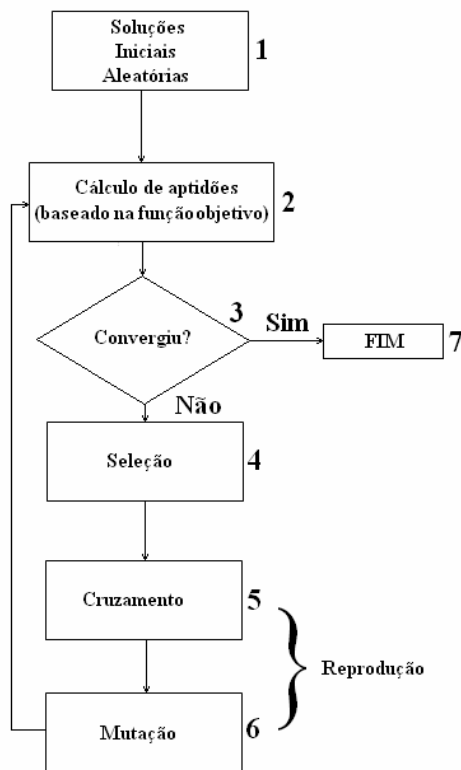 Soluções
Iniciais
Aleatórias
1
Cálculo de aptidões
(baseado na função objetivo)
2
Convergiu?
3
Sim
FIM
7
Não
Seleção
4
Cruzamento
5
Reprodução
Mutação
6